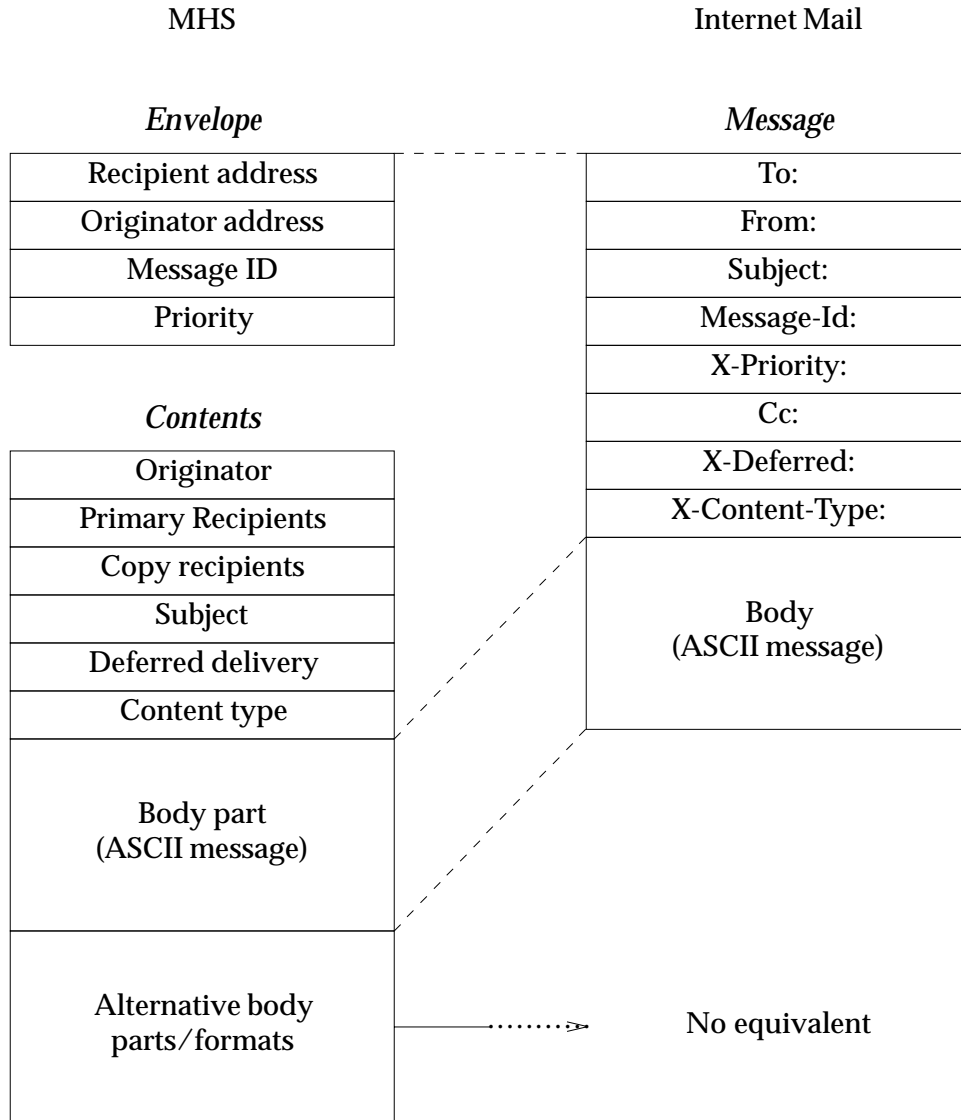 MHS
Internet Mail
Envelope
Message
Recipient address
Originator address
Message ID
Priority
Contents
Originator
Primary Recipients
Copy recipients
Subject
Deferred delivery
Content type
Body part
(ASCII message)
Alternative body
parts/formats
To:
From:
Subject:
Message-Id:
X-Priority:
Cc:
X-Deferred:
X-Content-Type:
Body
(ASCII message)
No equivalent